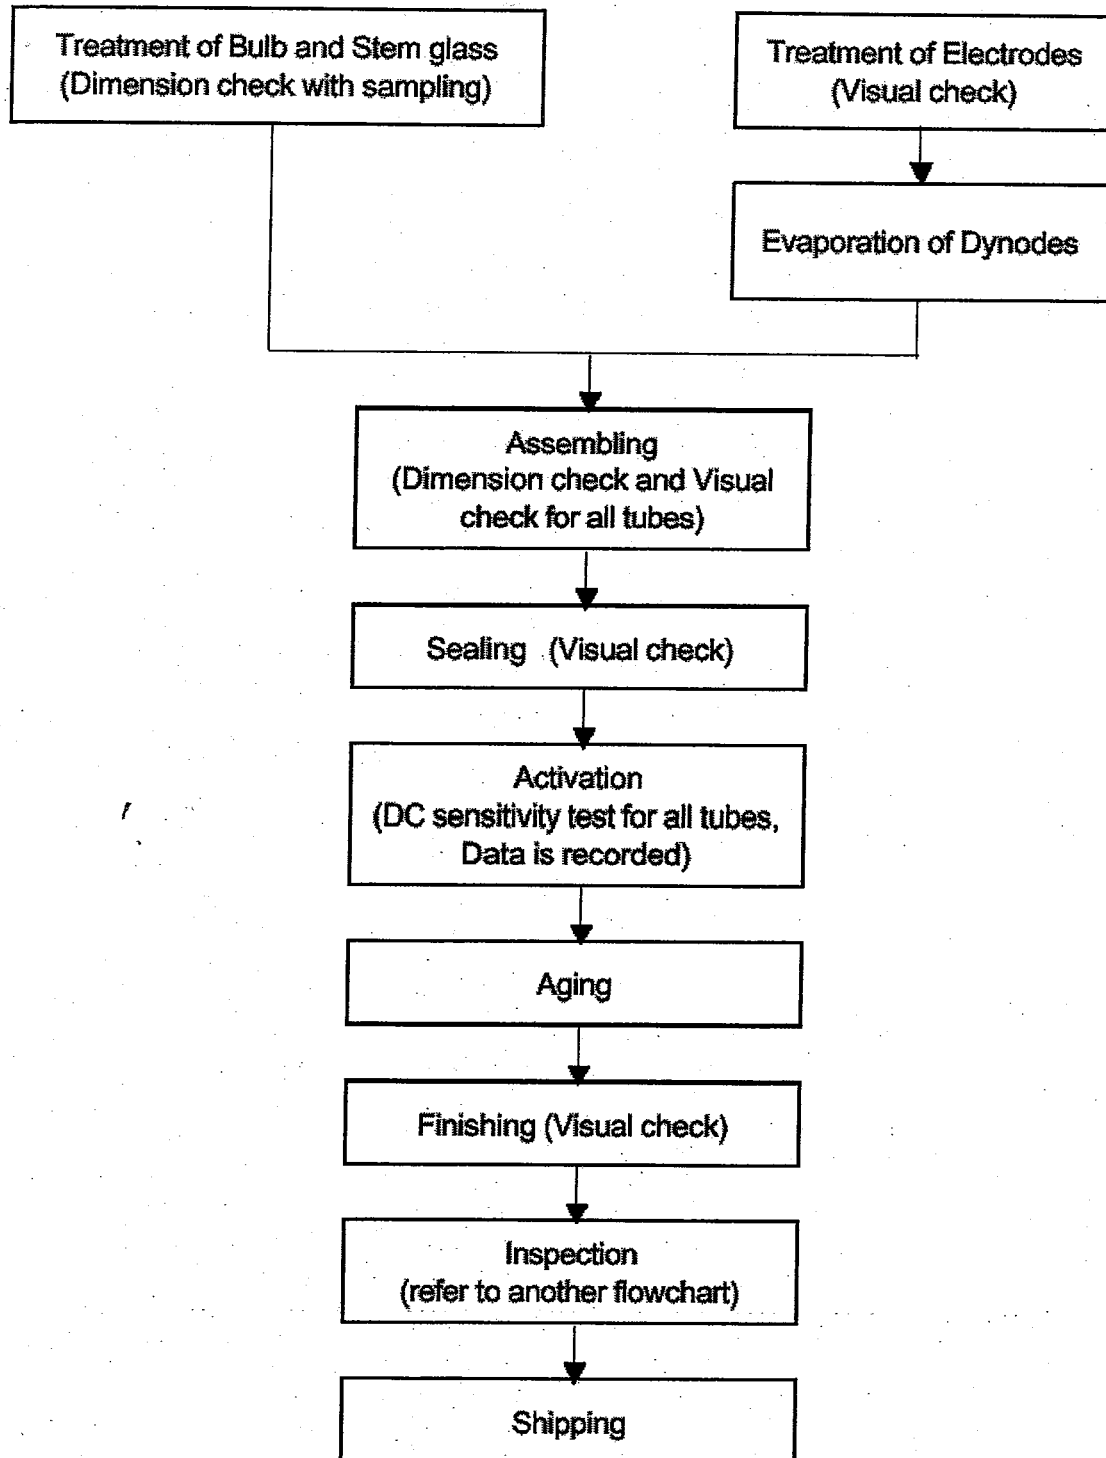 Treatment of Bulb and Stem glass
(Dimension check with sampling)
Treatment of Electrodes
(Visual check)
Evaporation of Dynodes
Assembling
(Dimension check and Visual
check for all tubes)
Sealing (Visual check)
Activation
(DC sensitivity test for all tubes,
Data is recorded)
Aging
Finishing (Visual check)
Inspection
(refer to another flowchart)
Shipping